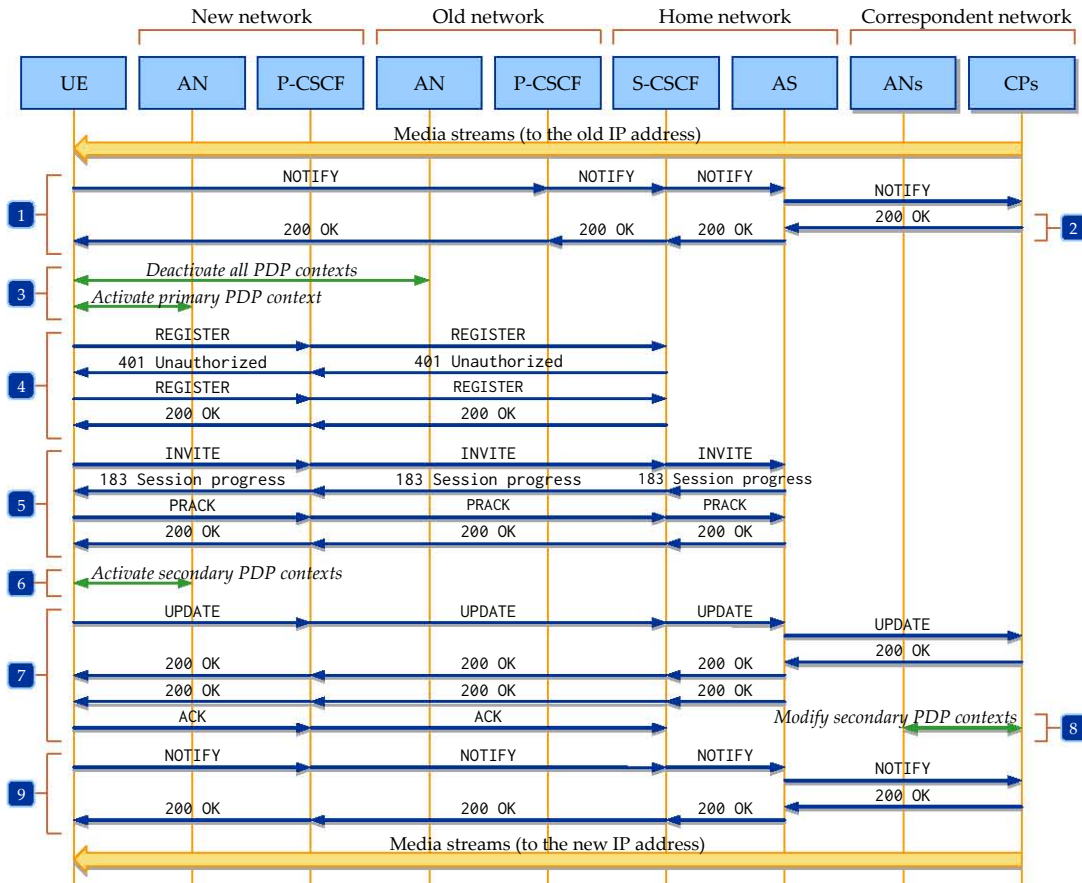 New network Old network Home network Correspondent network
UE AN P-CSCF AN P-CSCF S-CSCF AS ANs CPs
Media streams (to the old IP address)
NOTIFY NOTIFY NOTIFY
NOTIFY
1
200 OK
2
200 OK 200 OK 200 OK
Deactivate all PDP contexts
3
Activate primary PDP context
REGISTER REGISTER
401 Unauthorized 401 Unauthorized
4
REGISTER REGISTER
200 OK 200 OK
INVITE INVITE INVITE
183 Session progress 183 Session progress 183 Session progress
5
PRACK PRACK PRACK
200 OK 200 OK 200 OK
6
Activate secondary PDP contexts
UPDATE UPDATE UPDATE
UPDATE
200 OK
7
200 OK 200 OK 200 OK
200 OK 200 OK 200 OK
ACK ACK
Modify secondary PDP contexts
8
NOTIFY NOTIFY NOTIFY
NOTIFY
9
200 OK
200 OK 200 OK 200 OK
Media streams (to the new IP address)